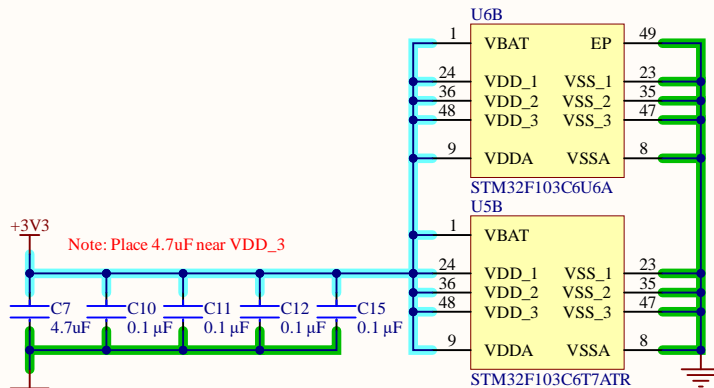 U6B
1 VBAT EP 49
24 VDD_1 VSS_1 23
36 VDD_2 VSS_2 35
48 VDD_3 VSS_3 47
9 VDDA VSSA 8
STM32F103C6U6A
U5B
1 VBAT
+3V3
Note: Place 4.7uF near VDD_3
24 VDD_1 VSS_1 23
36 VDD_2 VSS_2 35
48 VDD_3 VSS_3 47
C7 C10 C11 C12 C15
4.7uF 0.1 µF 0.1 µF 0.1 µF 0.1 µF
9 VDDA VSSA 8
STM32F103C6T7ATR